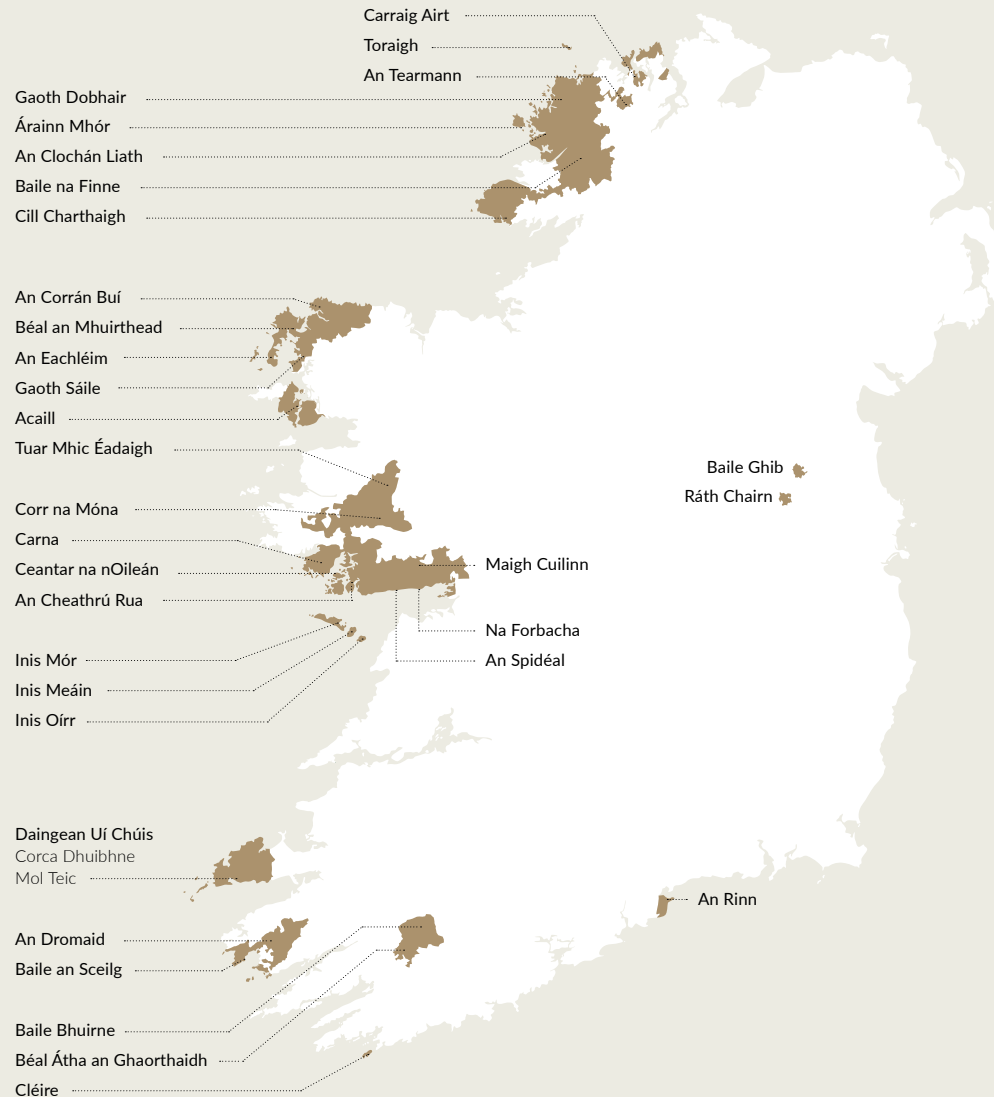 Carraig Airt
Toraigh
An Tearmann
Gaoth Dobhair
Árainn Mhór
An Clochán Liath
Baile na Finne
Cill Charthaigh
An Corrán Buí
Béal an Mhuirthead
An Eachléim
Gaoth Sáile
Acaill
Tuar Mhic Éadaigh
Baile Ghib
Ráth Chairn
Corr na Móna
Carna
Ceantar na nOileán
An Cheathrú Rua
Maigh Cuilinn
Na Forbacha
An Spidéal
Inis Mór
Inis Meáin
Inis Oírr
Daingean Uí Chúis
Corca Dhuibhne
Mol Teic
An Rinn
An Dromaid
Baile an Sceilg
Baile Bhuirne
Béal Átha an Ghaorthaidh
Cléire